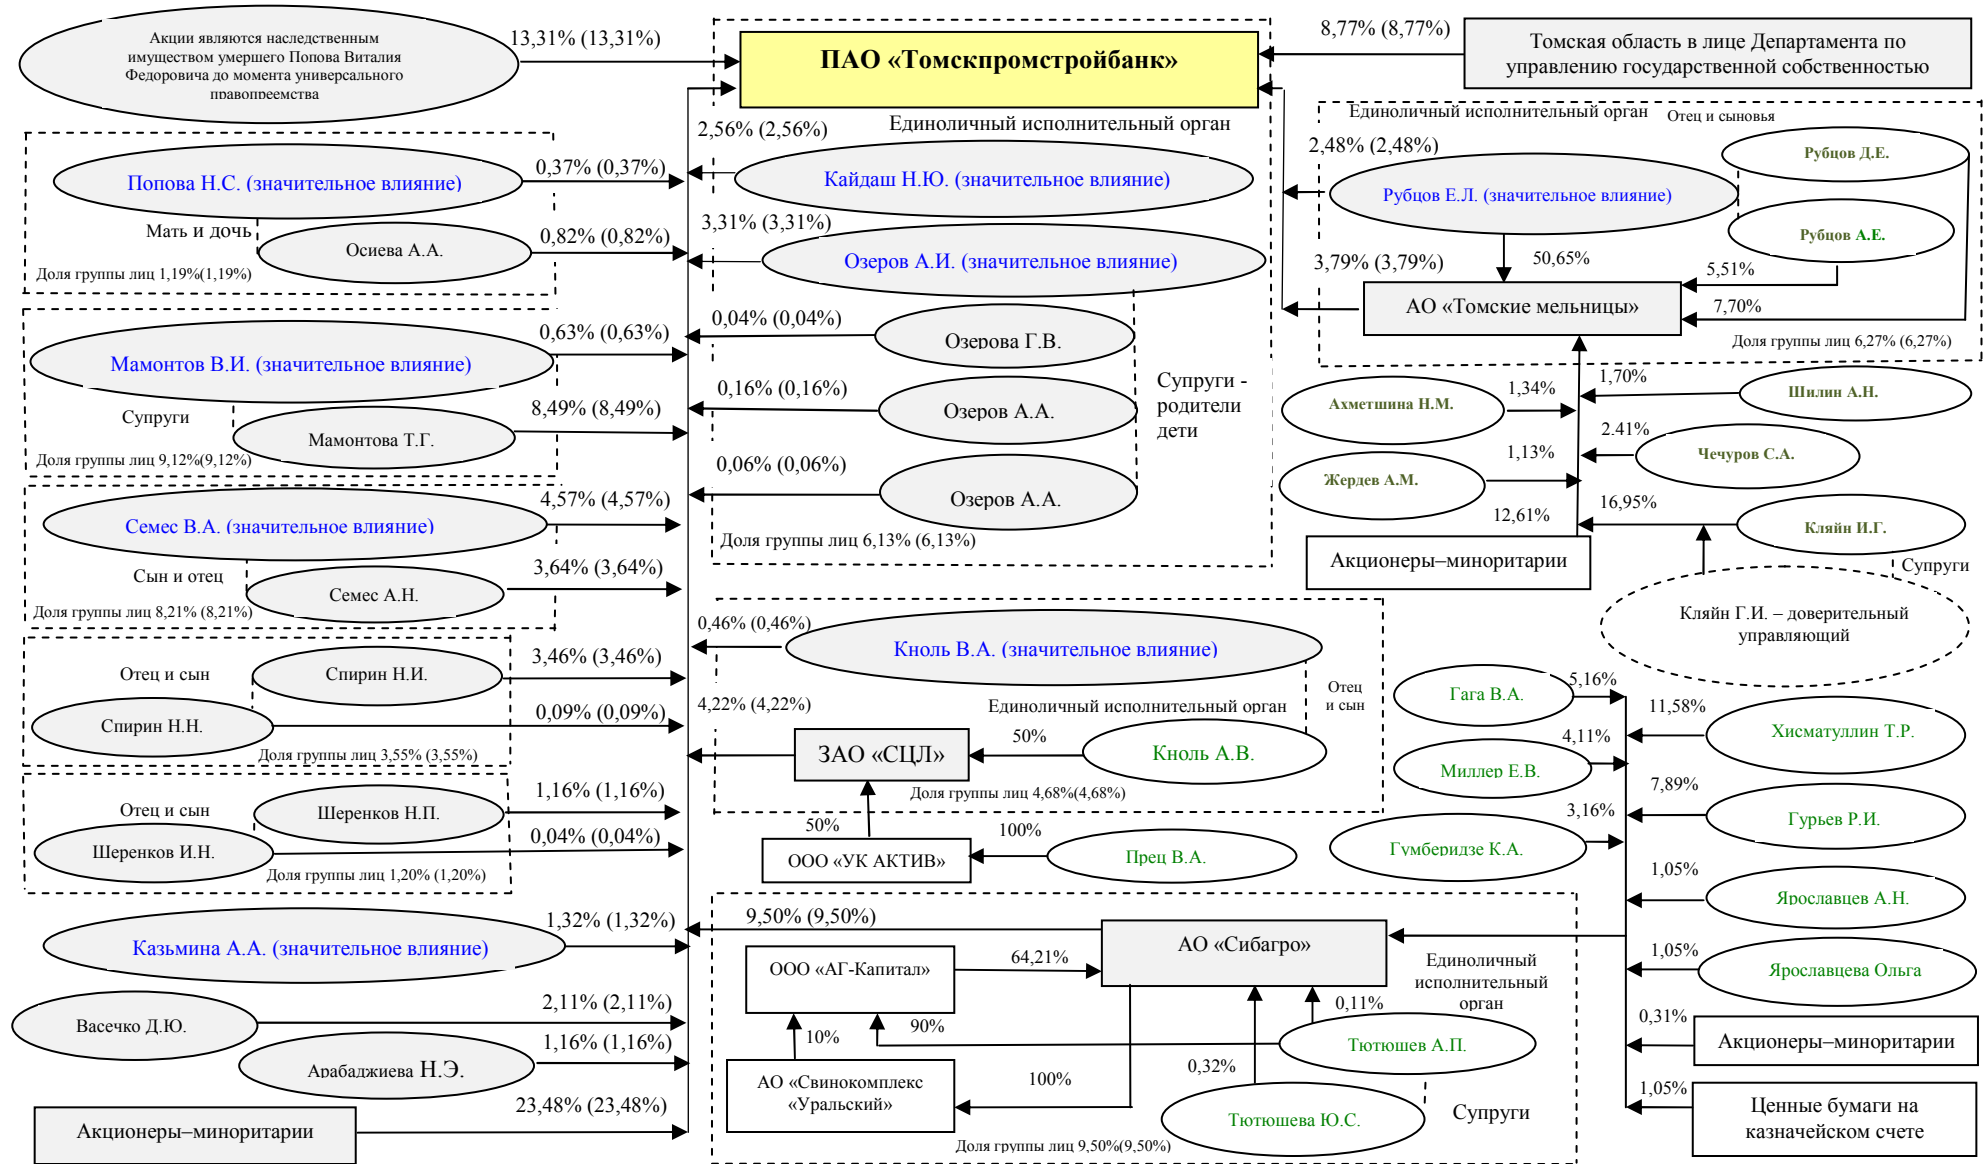 Акции являются наследственным
имуществом умершего Попова Виталия
Федоровича до момента универсального
правопреемства
13,31% (13,31%)
ПАО «Томскпромстройбанк»
8,77% (8,77%)
Томская область в лице Департамента по
управлению государственной собственностью
Попова Н.С. (значительное влияние)
0,37% (0,37%)
Мать и дочь
Осиева А.А.
0,82% (0,82%)
Доля группы лиц 1,19%(1,19%)
Мамонтов В.И. (значительное влияние)
0,63% (0,63%)
Супруги
Мамонтова Т.Г.
8,49% (8,49%)
Доля группы лиц 9,12%(9,12%)
Семес В.А. (значительное влияние)
4,57% (4,57%)
Сын и отец
Семес А.Н.
3,64% (3,64%)
Доля группы лиц 8,21% (8,21%)
Отец и сын
Спирин Н.И.
3,46% (3,46%)
Спирин Н.Н.
0,09% (0,09%)
Доля группы лиц 3,55% (3,55%)
Отец и сын
Шеренков Н.П.
1,16% (1,16%)
Шеренков И.Н.
0,04% (0,04%)
Доля группы лиц 1,20% (1,20%)
Казьмина А.А. (значительное влияние)
1,32% (1,32%)
Васечко Д.Ю.
2,11% (2,11%)
Арабаджиева Н.Э.
1,16% (1,16%)
Акционеры–миноритарии
23,48% (23,48%)
2,56% (2,56%)
Единоличный исполнительный орган
Кайдаш Н.Ю. (значительное влияние)
3,31% (3,31%)
Озеров А.И. (значительное влияние)
0,04% (0,04%)
Озерова Г.В.
0,16% (0,16%)
Озеров А.А.
0,06% (0,06%)
Озеров А.А.
Супруги -
родители
дети
Доля группы лиц 6,13% (6,13%)
0,46% (0,46%)
Кноль В.А. (значительное влияние)
Отец
и сын
4,22% (4,22%)
Единоличный исполнительный орган
ЗАО «СЦЛ»
50%
Кноль А.В.
Доля группы лиц 4,68%(4,68%)
50%
ООО «УК АКТИВ»
100%
Прец В.А.
9,50% (9,50%)
АО «Сибагро»
ООО «АГ-Капитал»
64,21%
Единоличный
исполнительный
орган
0,11%
10%
90%
Тютюшев А.П.
АО «Свинокомплекс
«Уральский»
100%
0,32%
Тютюшева Ю.С.
Супруги
Доля группы лиц 9,50%(9,50%)
Единоличный исполнительный орган
Отец и сыновья
2,48% (2,48%)
Рубцов Е.Л. (значительное влияние)
Рубцов Д.Е.
Рубцов А.Е.
3,79% (3,79%)
50,65%
5,51%
7,70%
АО «Томские мельницы»
Доля группы лиц 6,27% (6,27%)
Ахметшина Н.М.
1,34%
1,70%
Шилин А.Н.
2.41%
Чечуров С.А.
Жердев А.М.
1,13%
12,61%
16,95%
Кляйн И.Г.
Акционеры–миноритарии
Супруги
Кляйн Г.И. – доверительный
управляющий
Гага В.А.
5,16%
11,58%
Хисматуллин Т.Р.
Миллер Е.В.
4,11%
7,89%
Гурьев Р.И.
Гумберидзе К.А.
3,16%
1,05%
Ярославцев А.Н.
1,05%
Ярославцева Ольга
0,31%
Акционеры–миноритарии
1,05%
Ценные бумаги на
казначейском счете